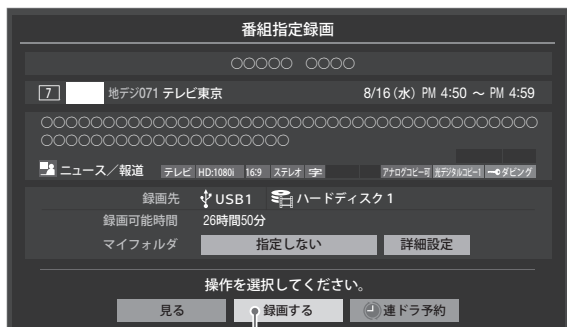 番組指定録画
○○○○○ ○○○○
7 地デジ071 テレビ東京 8/16(水) PM 4:50 ～ PM 4:59
○○○○○○○○○○○○○○○○○○○○○○○○○○○○○○○○○○○○○○○○
○○○○○○○○○○○○○○○○○○○○
ニュース／報道 テレビ HD:1080i 16:9 ステレオ 字 アナログコピー可 光デジタルコピー1 ダビング
録画先 USB1 ハードディスク1
録画可能時間 26時間50分
マイフォルダ 指定しない 詳細設定
操作を選択してください。
見る 録画する 連ドラ予約